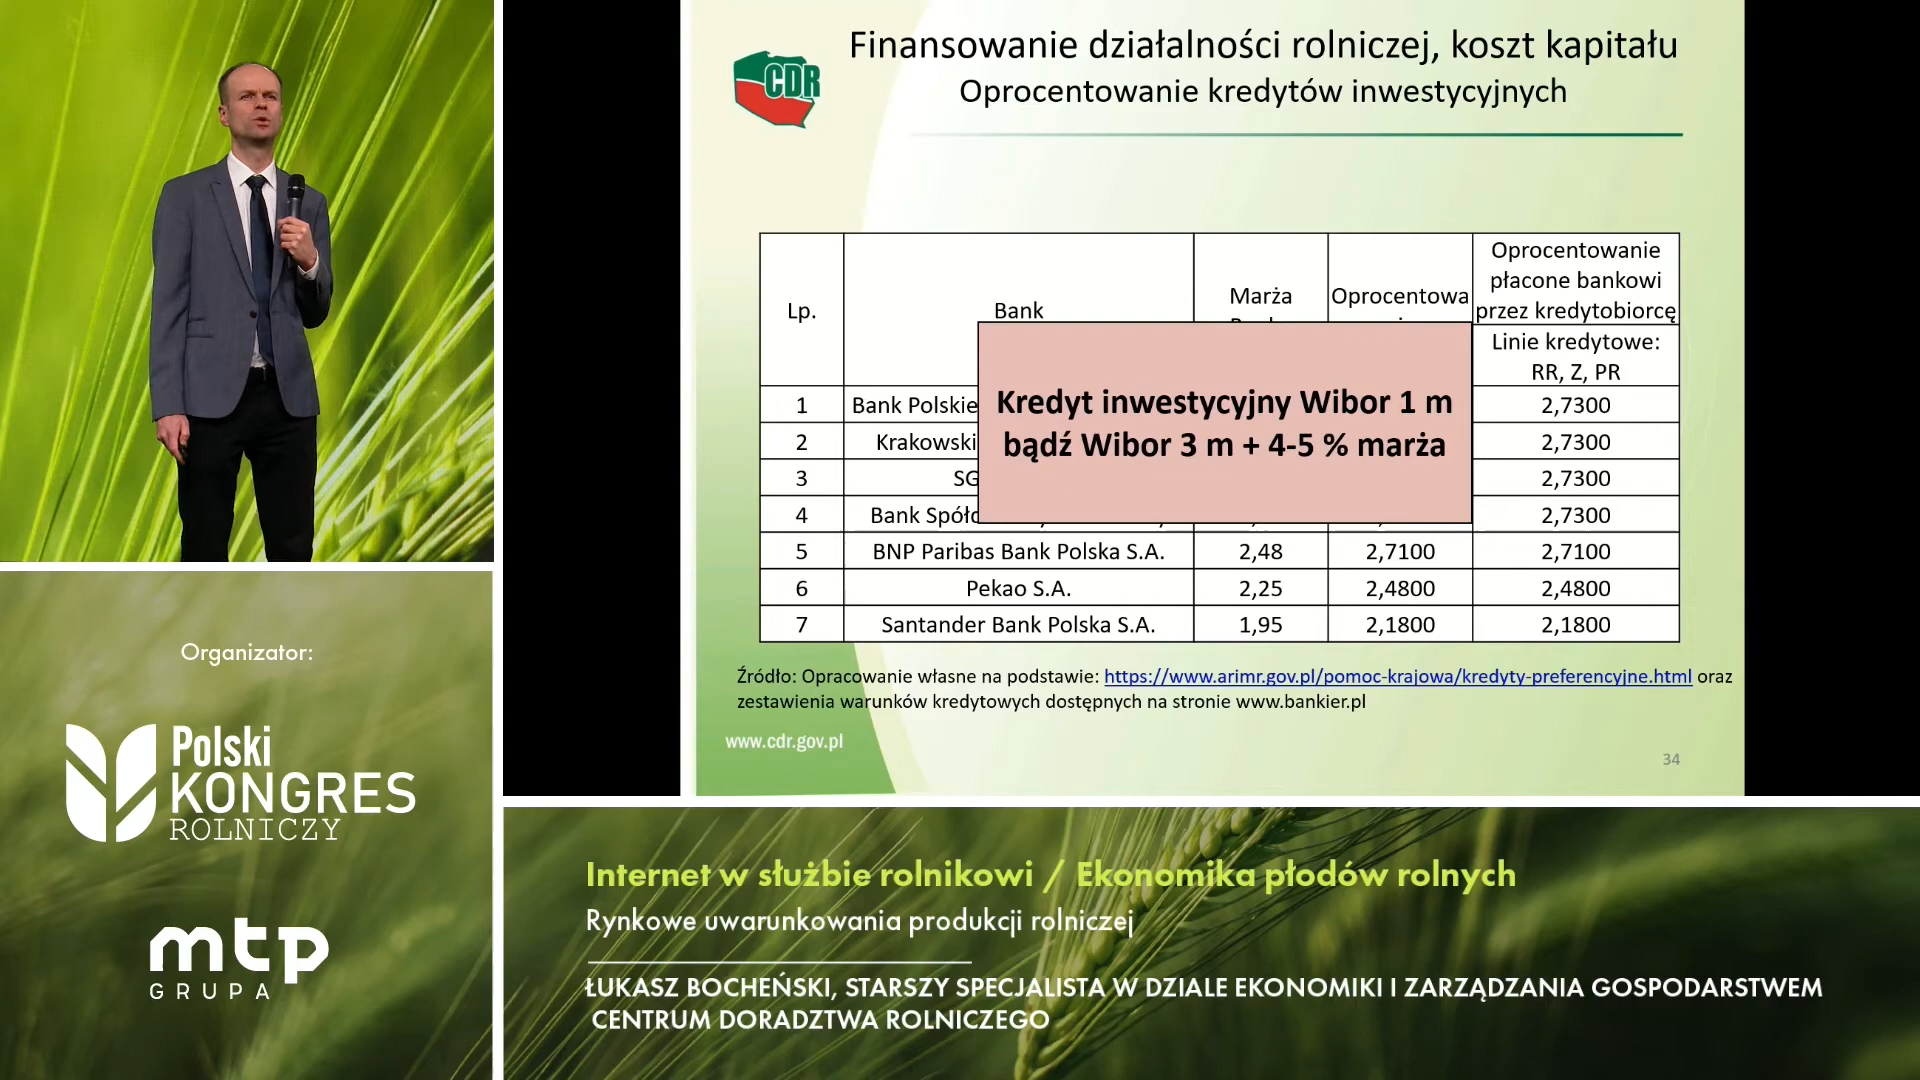 CDR
Finansowanie działalności rolniczej, koszt kapitału
Oprocentowanie kredytów inwestycyjnych
Lp.
Bank
Marża
Oprocentowa
Oprocentowanie
płacone bankowi
przez kredytobiorcę
Linie kredytowe:
RR, Z, PR
1 Bank Polskie 2,7300
2 Krakowski 2,7300
3 SG 2,7300
4 Bank Spółd 2,7300
5 BNP Paribas Bank Polska S.A. 2,48 2,7100 2,7100
6 Pekao S.A. 2,25 2,4800 2,4800
7 Santander Bank Polska S.A. 1,95 2,1800 2,1800
Kredyt inwestycyjny Wibor 1 m
bądź Wibor 3 m + 4-5 % marża
Źródło: Opracowanie własne na podstawie: https://www.arimr.gov.pl/pomoc-krajowa/kredyty-preferencyjne.html oraz
zestawienia warunków kredytowych dostępnych na stronie www.bankier.pl
www.cdr.gov.pl
34
Organizator:
Polski
KONGRES
ROLNICZY
mtp
GRUPA
Internet w służbie rolnikowi / Ekonomika płodów rolnych
Rynkowe uwarunkowania produkcji rolniczej
ŁUKASZ BOCHEŃSKI, STARSZY SPECJALISTA W DZIALE EKONOMIKI I ZARZĄDZANIA GOSPODARSTWEM
CENTRUM DORADZTWA ROLNICZEGO